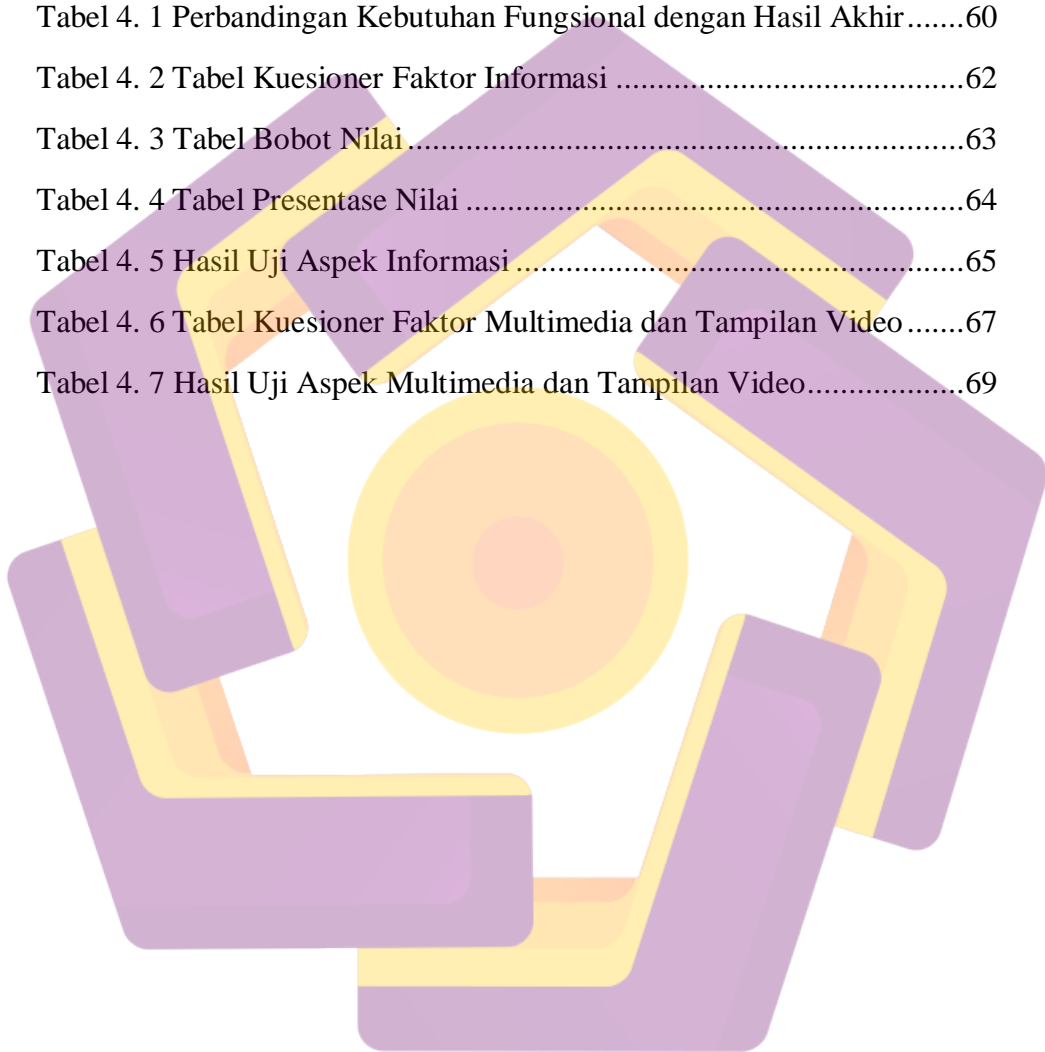 Tabel 4. 1 Perbandingan Kebutuhan Fungsional dengan Hasil Akhir.......60
Tabel 4. 2 Tabel Kuesioner Faktor Informasi .......................................62
Tabel 4. 3 Tabel Bobot Nilai...............................................................63
Tabel 4. 4 Tabel Presentase Nilai ........................................................64
Tabel 4. 5 Hasil Uji Aspek Informasi ..................................................65
Tabel 4. 6 Tabel Kuesioner Faktor Multimedia dan Tampilan Video .......67
Tabel 4. 7 Hasil Uji Aspek Multimedia dan Tampilan Video..................69